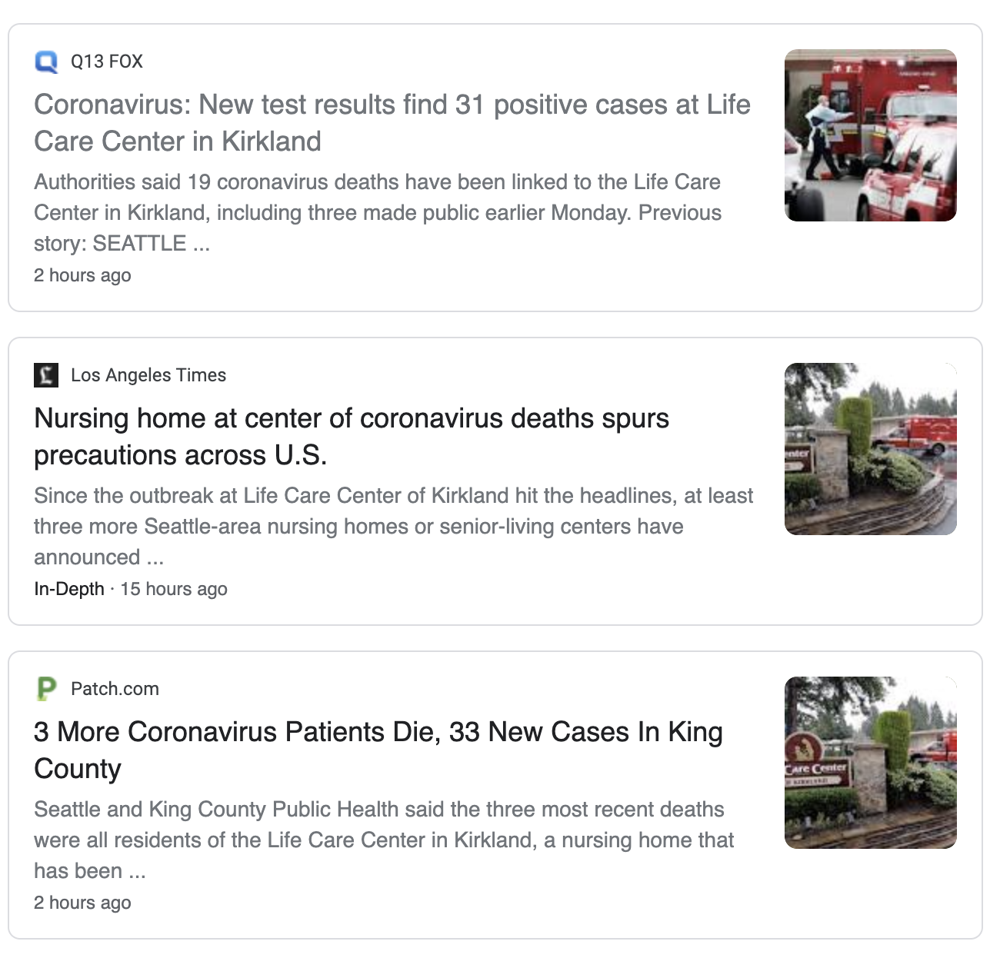 Q13 FOX
Coronavirus: New test results find 31 positive cases at Life
Care Center in Kirkland
Authorities said 19 coronavirus deaths have been linked to the Life Care
Center in Kirkland, including three made public earlier Monday. Previous
story: SEATTLE ...
2 hours ago
Los Angeles Times
Nursing home at center of coronavirus deaths spurs
precautions across U.S.
enter
Since the outbreak at Life Care Center of Kirkland hit the headlines, at least
three more Seattle-area nursing homes or senior-living centers have
announced ...
In-Depth · 15 hours ago
P Patch.com
3 More Coronavirus Patients Die, 33 New Cases In King
County
Care Center
Seattle and King County Public Health said the three most recent deaths
were all residents of the Life Care Center in Kirkland, a nursing home that
has been ...
2 hours ago